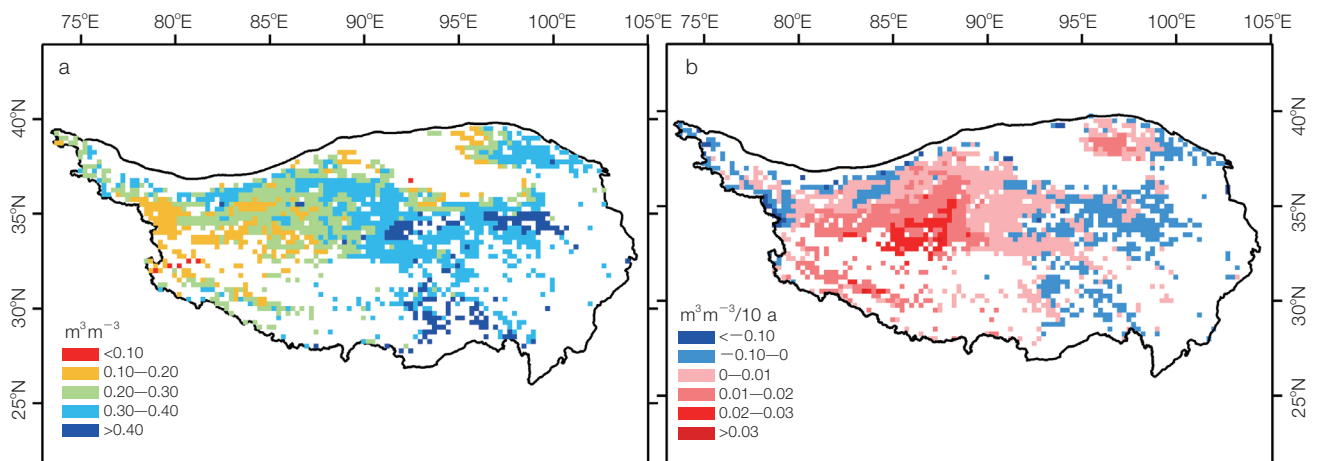 75°E 80°E 85°E 90°E 95°E 100°E 105°E
75°E 80°E 85°E 90°E 95°E 100°E 105°E
a
b
40°N
35°N
30°N
25°N
40°N
35°N
30°N
25°N
m³m⁻³
<0.10
0.10—0.20
0.20—0.30
0.30—0.40
>0.40
m³m⁻³/10 a
<—0.10
—0.10—0
0—0.01
0.01—0.02
0.02—0.03
>0.03